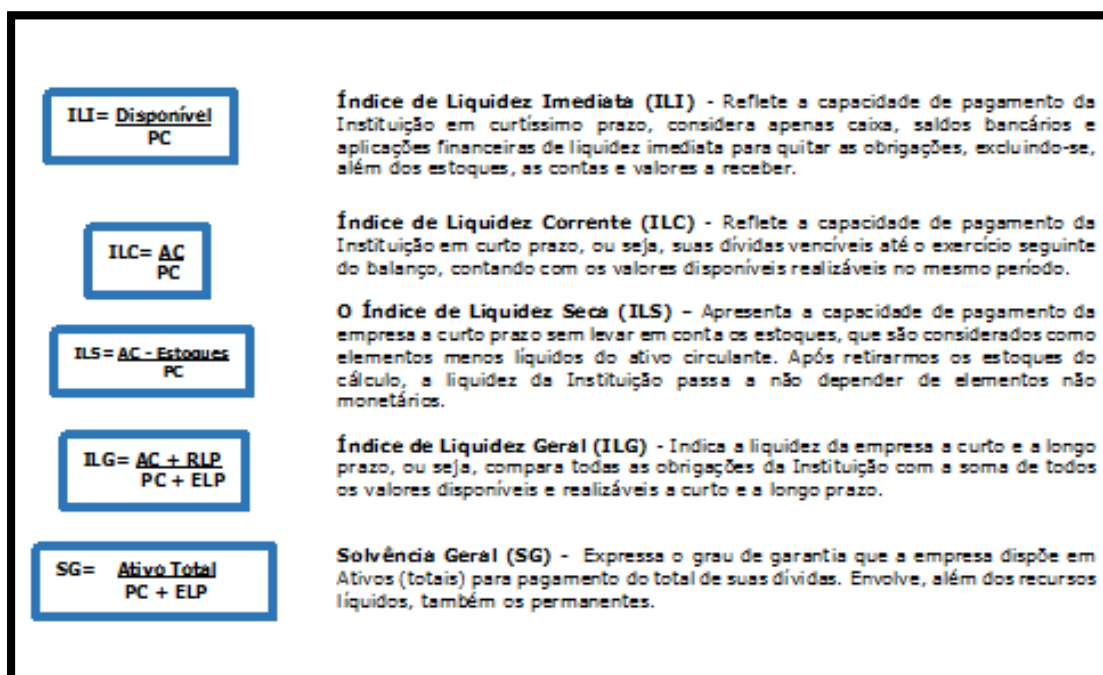 ILI= Disponível
PC
Índice de Liquidez Imediata (ILI) - Reflete a capacidade de pagamento da
Instituição em curtíssimo prazo, considera apenas caixa, saldos bancários e
aplicações financeiras de liquidez imediata para quitar as obrigações, excluindo-se,
além dos estoques, as contas e valores a receber.
ILC= AC
PC
Índice de Liquidez Corrente (ILC) - Reflete a capacidade de pagamento da
Instituição em curto prazo, ou seja, suas dívidas vencíveis até o exercício seguinte
do balanço, contando com os valores disponíveis realizáveis no mesmo período.
ILS= AC - Estoques
PC
O Índice de Liquidez Seca (ILS) – Apresenta a capacidade de pagamento da
empresa a curto prazo sem levar em conta os estoques, que são considerados como
elementos menos líquidos do ativo circulante. Após retirarmos os estoques do
cálculo, a liquidez da Instituição passa a não depender de elementos não
monetários.
ILG= AC + RLP
PC + ELP
Índice de Liquidez Geral (ILG) - Indica a liquidez da empresa a curto e a longo
prazo, ou seja, compara todas as obrigações da Instituição com a soma de todos
os valores disponíveis e realizáveis a curto e a longo prazo.
SG= Ativo Total
PC + ELP
Solvência Geral (SG) - Expressa o grau de garantia que a empresa dispõe em
Ativos (totais) para pagamento do total de suas dívidas. Envolve, além dos recursos
líquidos, também os permanentes.